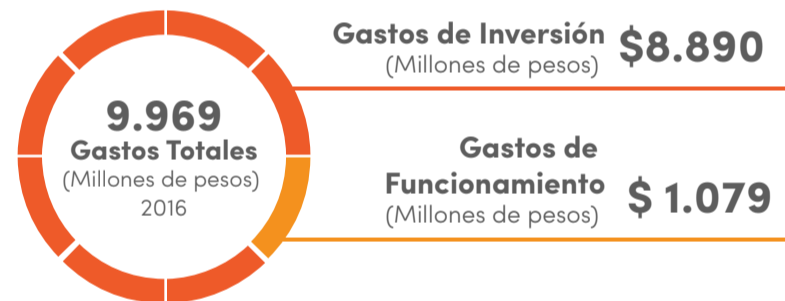 9.969
Gastos Totales
(Millones de pesos)
2016
Gastos de Inversión $8.890
(Millones de pesos)
Gastos de
Funcionamiento $ 1.079
(Millones de pesos)